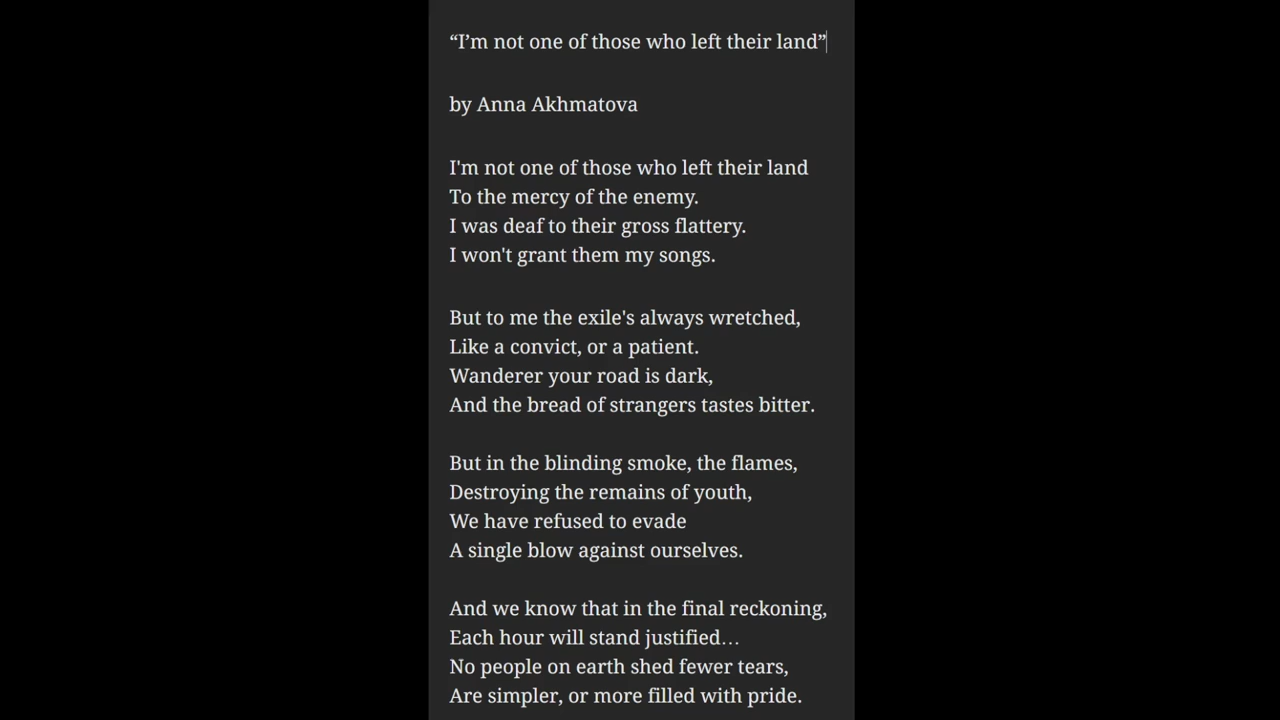 “I’m not one of those who left their land”
by Anna Akhmatova
I'm not one of those who left their land
To the mercy of the enemy.
I was deaf to their gross flattery.
I won't grant them my songs.
But to me the exile's always wretched,
Like a convict, or a patient.
Wanderer your road is dark,
And the bread of strangers tastes bitter.
But in the blinding smoke, the flames,
Destroying the remains of youth,
We have refused to evade
A single blow against ourselves.
And we know that in the final reckoning,
Each hour will stand justified…
No people on earth shed fewer tears,
Are simpler, or more filled with pride.